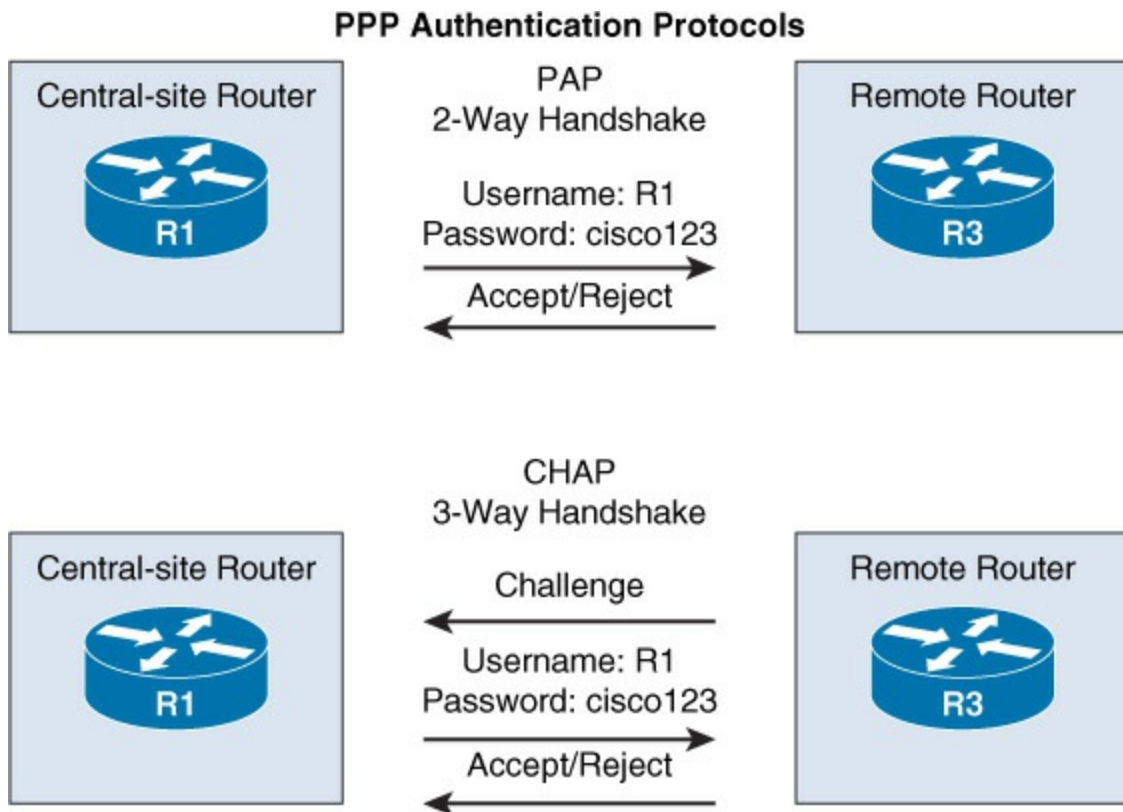 PPP Authentication Protocols
Central-site Router
R1
PAP
2-Way Handshake
Username: R1
Password: cisco123
Accept/Reject
Remote Router
R3
CHAP
3-Way Handshake
Central-site Router
R1
Challenge
Username: R1
Password: cisco123
Accept/Reject
Remote Router
R3